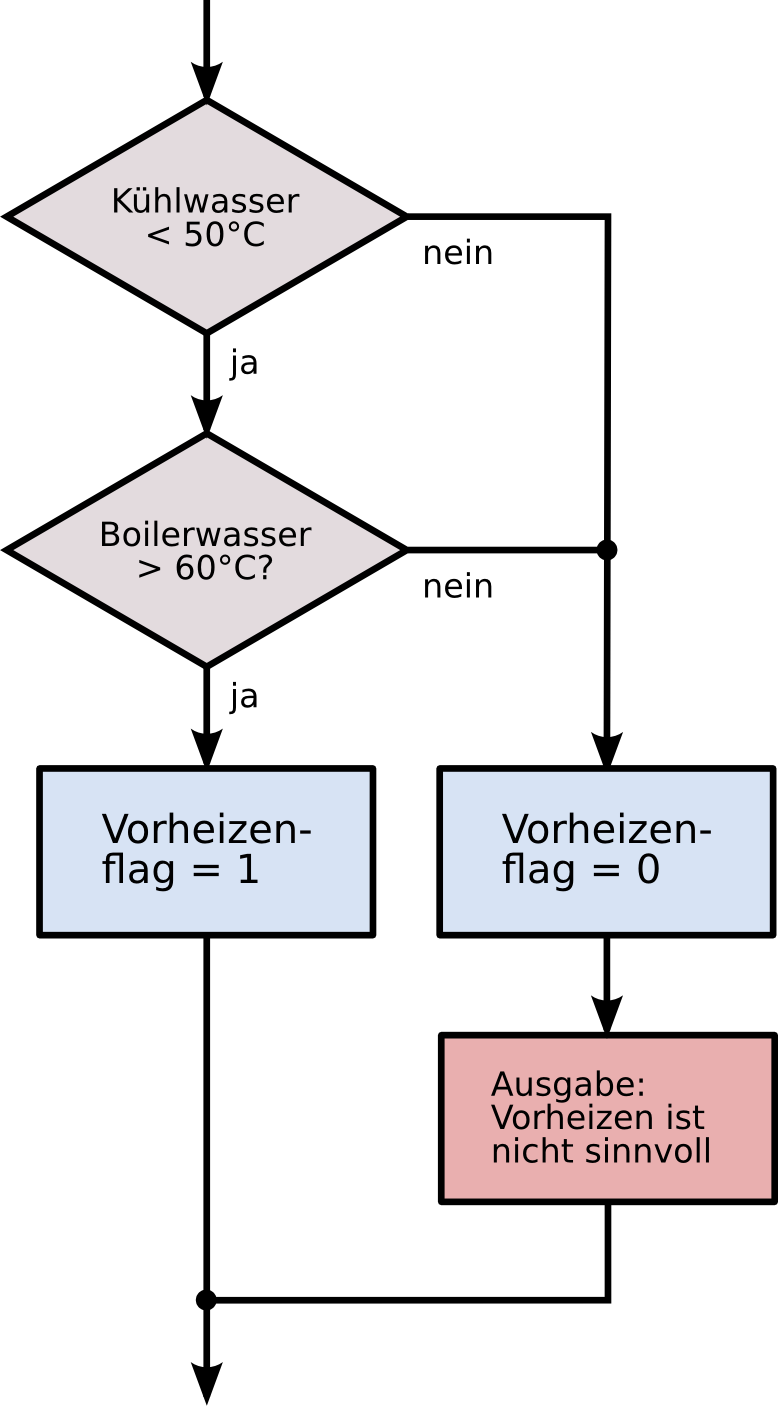 Kühlwasser
< 50°C
nein
ja
Boilerwasser
> 60°C?
nein
ja
Vorheizen-
flag = 1
Vorheizen-
flag = 0
Ausgabe:
Vorheizen ist
nicht sinnvoll